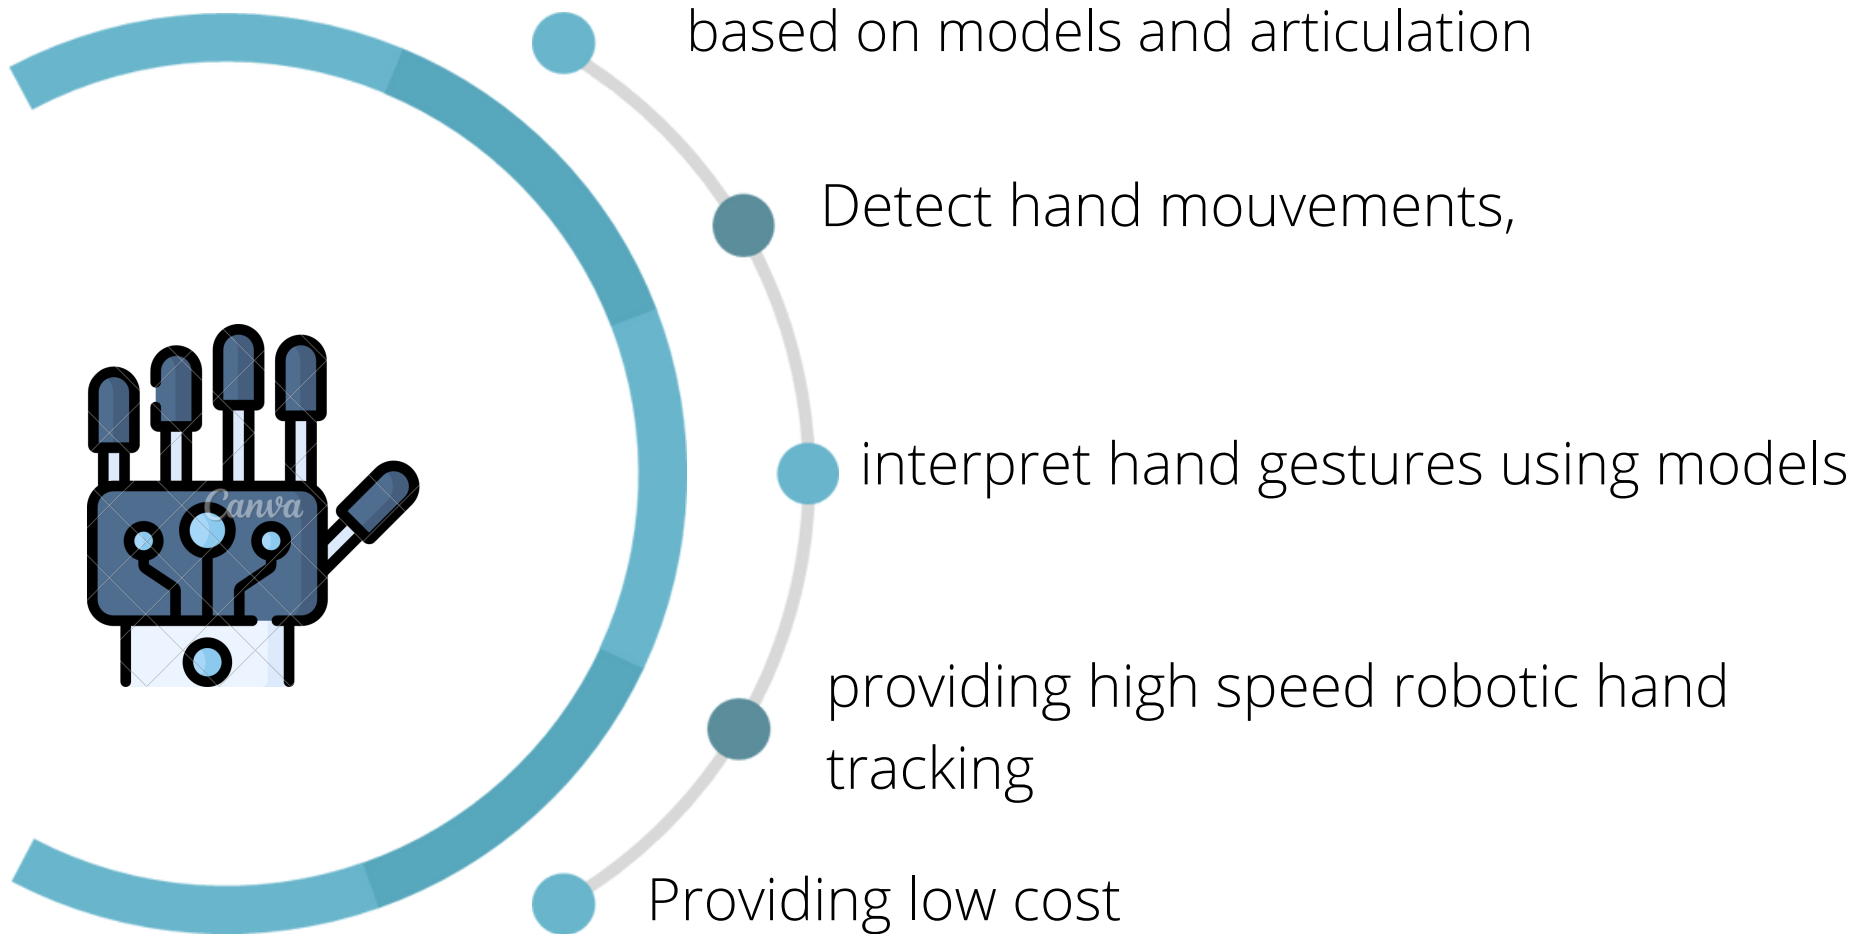 based on models and articulation
Detect hand mouvements,
interpret hand gestures using models
Canva
providing high speed robotic hand
tracking
Providing low cost